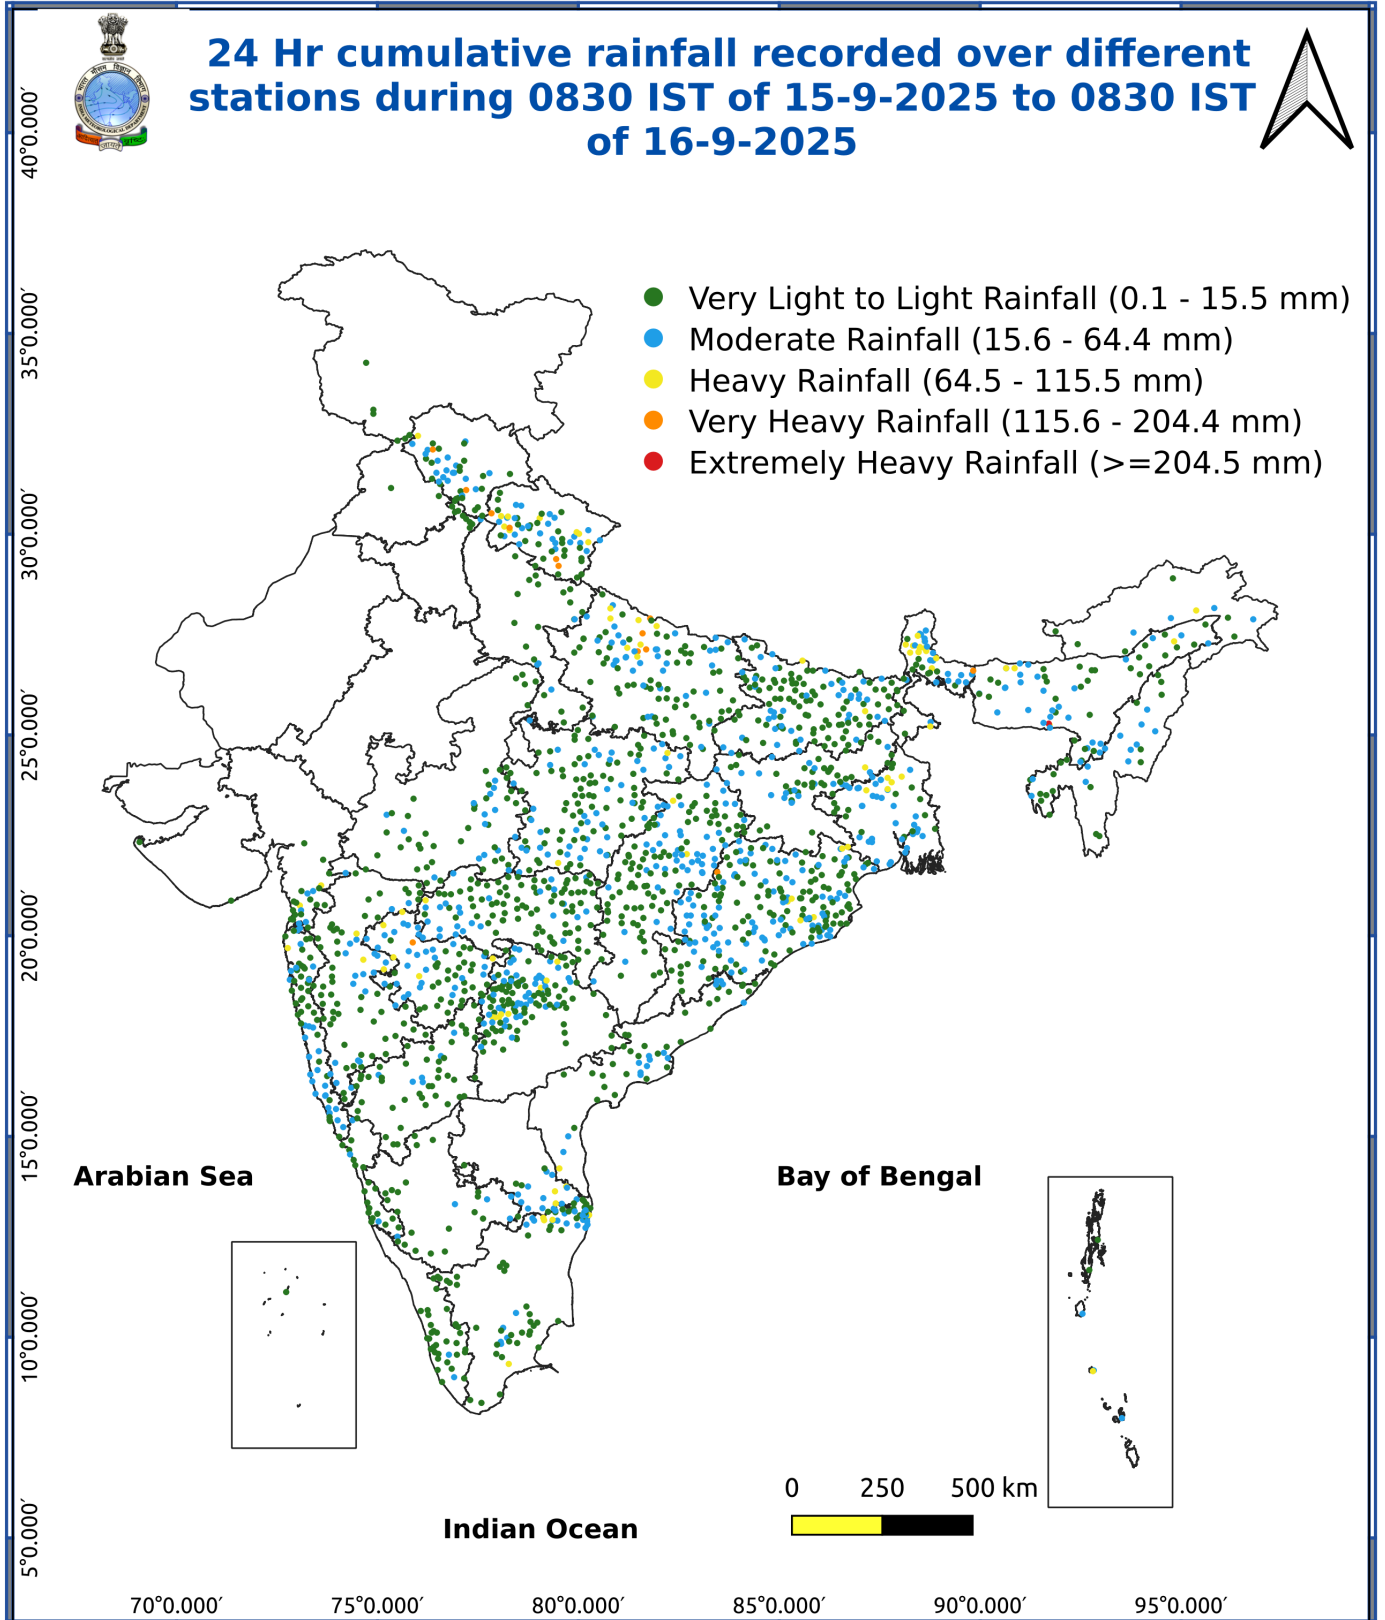 24 Hr cumulative rainfall recorded over different
stations during 0830 IST of 15-9-2025 to 0830 IST
of 16-9-2025
Very Light to Light Rainfall (0.1 - 15.5 mm)
Moderate Rainfall (15.6 - 64.4 mm)
Heavy Rainfall (64.5 - 115.5 mm)
Very Heavy Rainfall (115.6 - 204.4 mm)
Extremely Heavy Rainfall (>=204.5 mm)
40°0.000′
35°0.000′
30°0.000′
25°0.000′
20°0.000′
15°0.000′
10°0.000′
5°0.000′
Arabian Sea
Bay of Bengal
Indian Ocean
0 250 500 km
70°0.000′ 75°0.000′ 80°0.000′ 85°0.000′ 90°0.000′ 95°0.000′